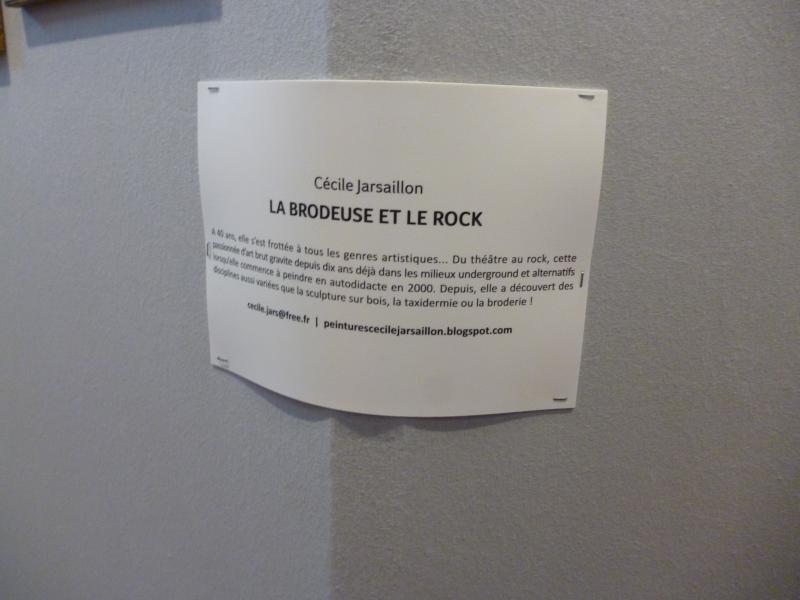 Cécile Jarsaillon
LA BRODEUSE ET LE ROCK
A 40 ans, elle s'est frottée à tous les genres artistiques... Du théâtre au rock, cette
passionnée d'art brut gravite depuis dix ans déjà dans les milieux underground et alternatifs
lorsqu'elle commence à peindre en autodidacte en 2000. Depuis, elle a découvert des
disciplines aussi variées que la sculpture sur bois, la taxidermie ou la broderie !
cecile.jars@free.fr | peinturescecilejarsaillon.blogspot.com